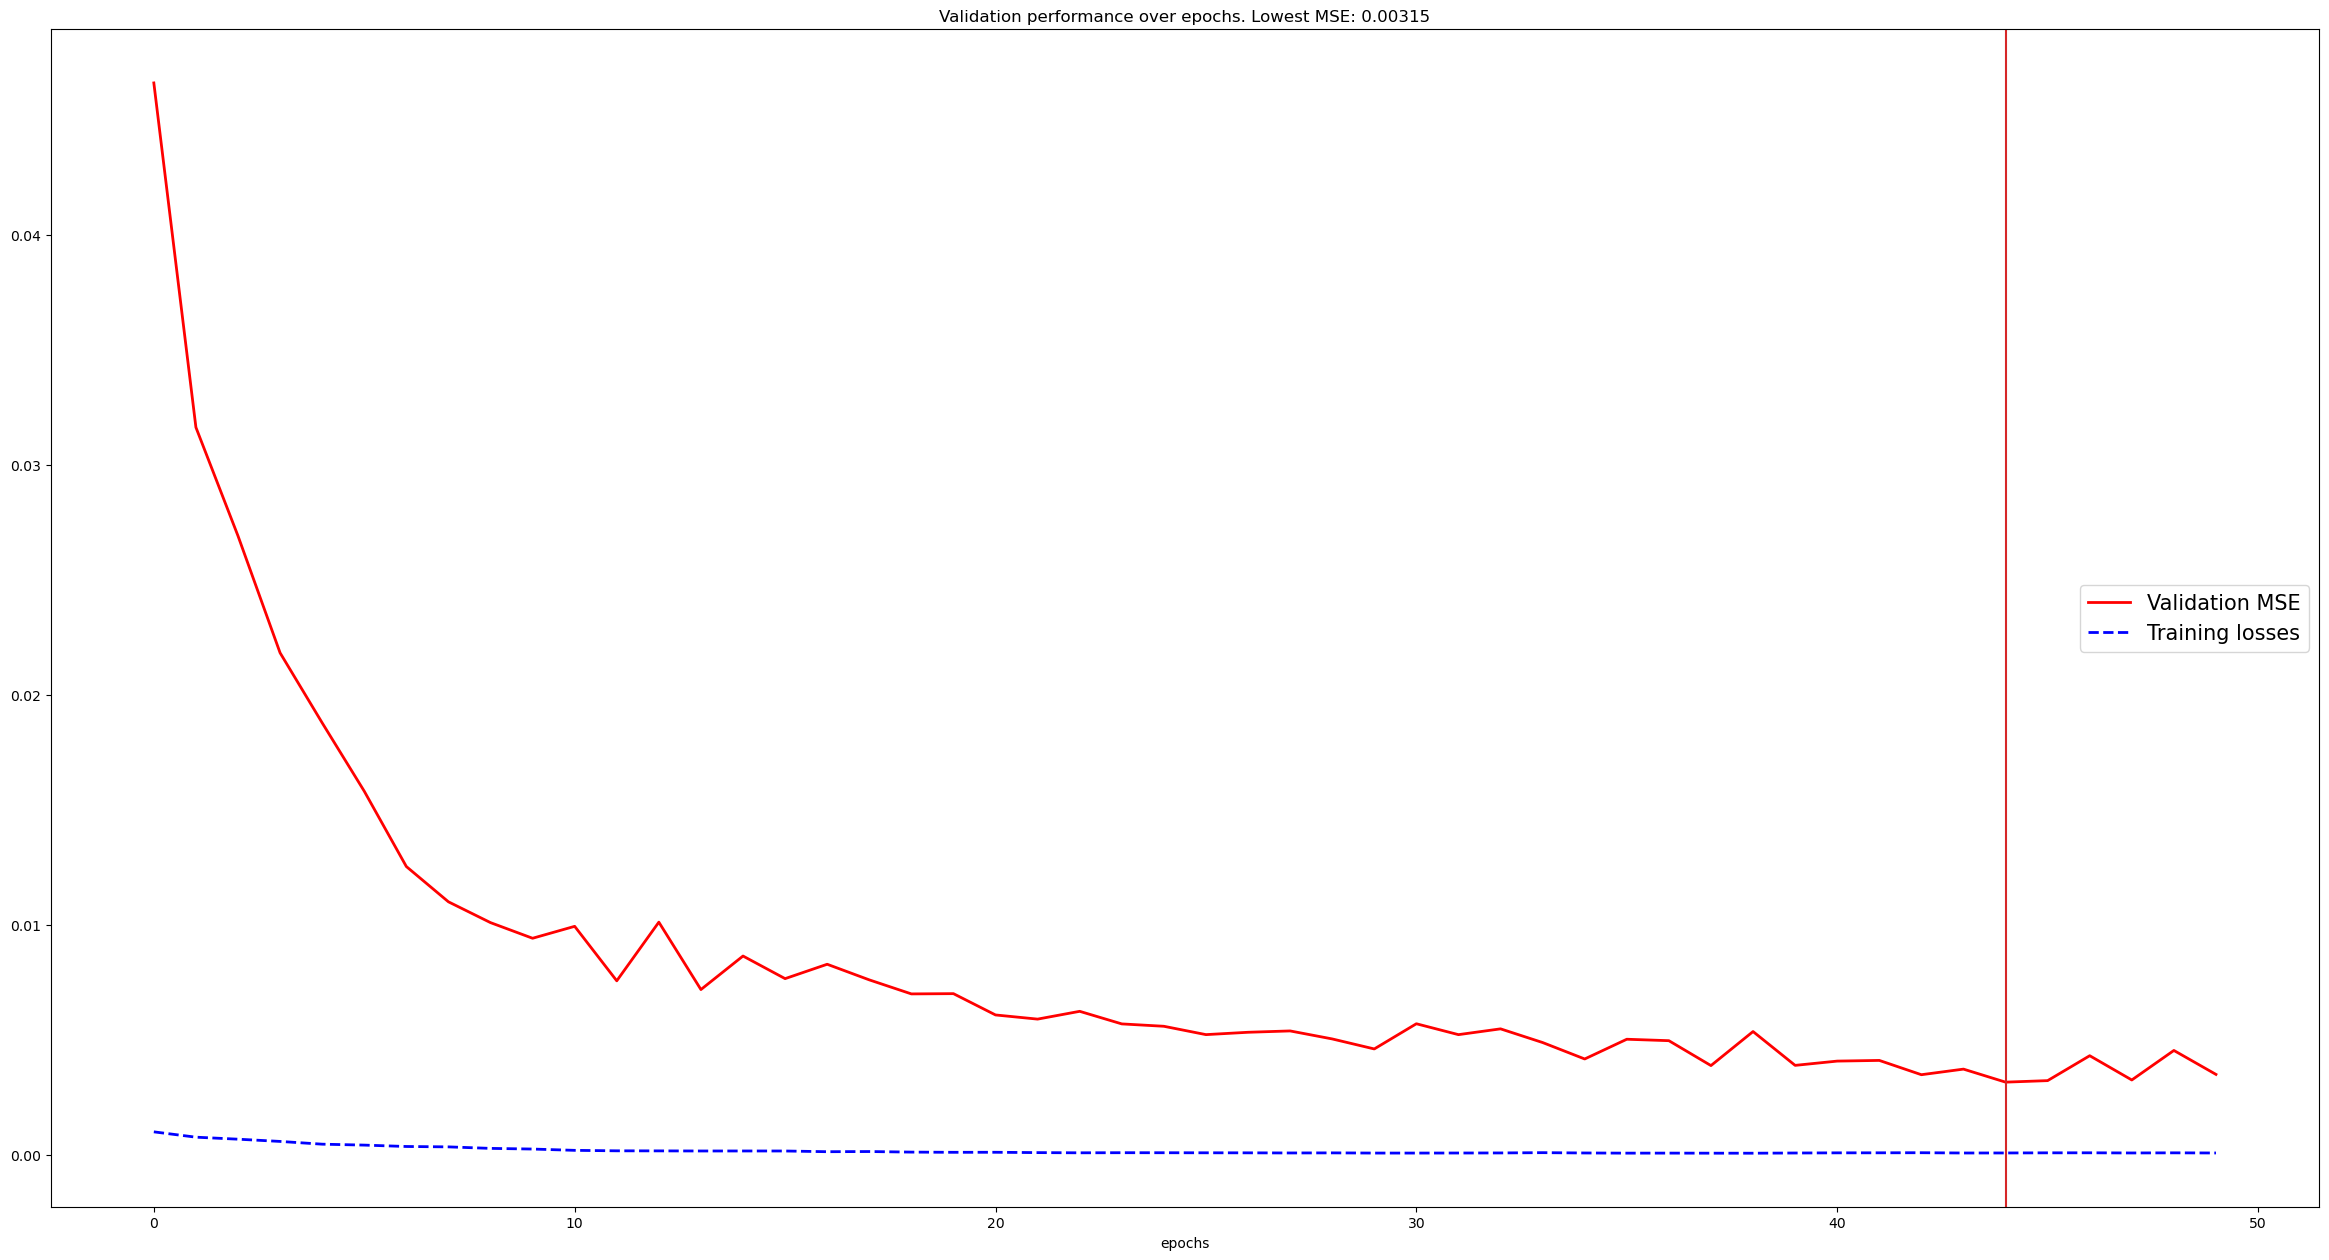 Validation performance over epochs. Lowest MSE: 0.00315
0.04
0.03
0.02
0.01
0.00
Validation MSE
Training losses
0
10
20
30
40
50
epochs